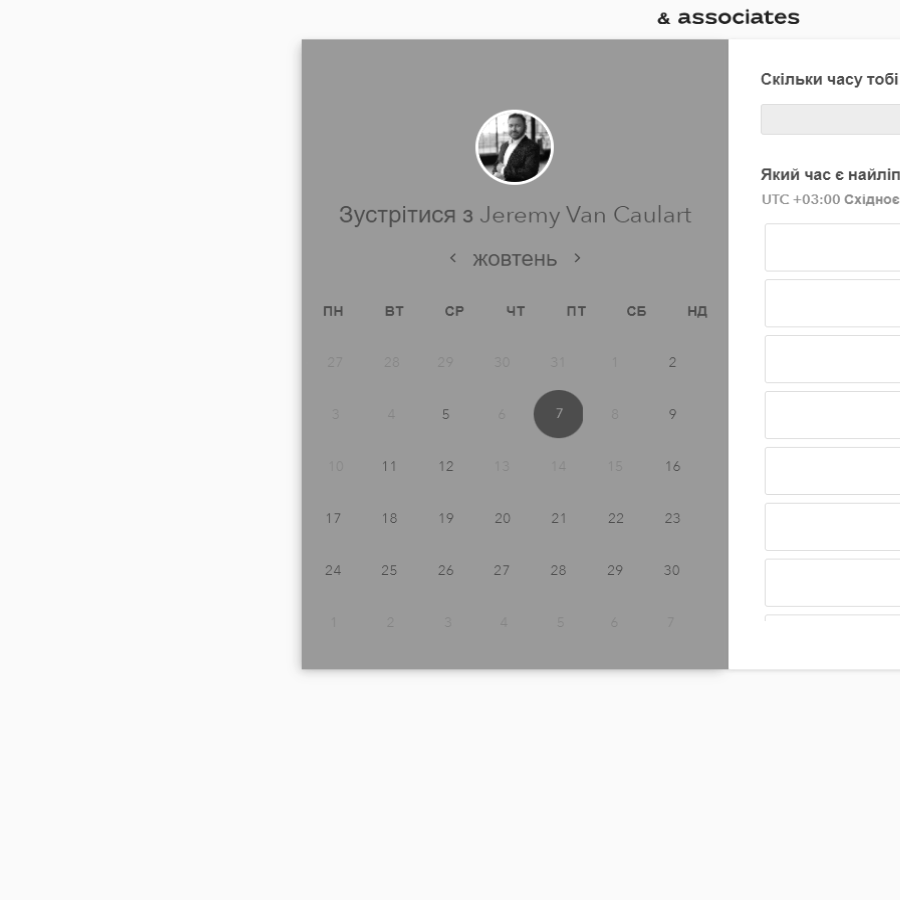 & associates
Зустрітися з Jeremy Van Caulart
жовтень
ПН ВТ СР ЧТ ПТ СБ НД
27 28 29 30 31 1 2
3 4 5 6 7 8 9
10 11 12 13 14 15 16
17 18 19 20 21 22 23
24 25 26 27 28 29 30
1 2 3 4 5 6 7
Скільки часу тобі
Який час є найліп
UTC +03:00 Східноє